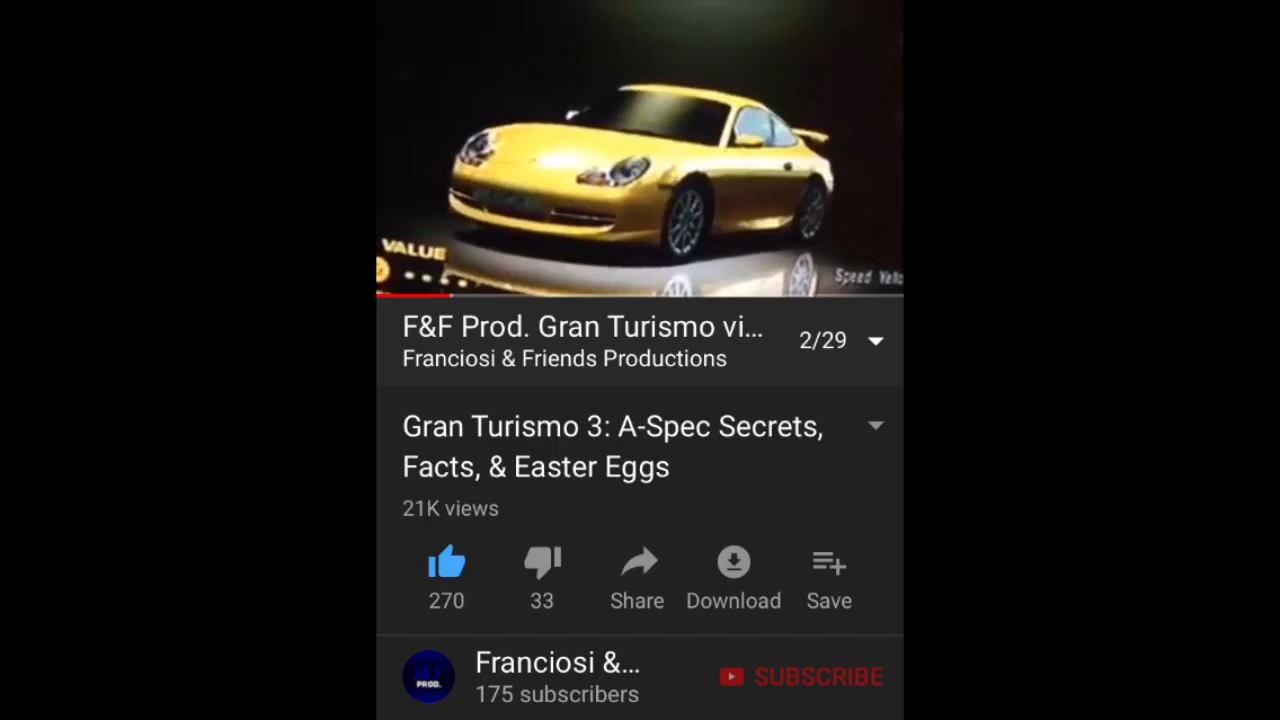 VALUE
Speed Yello
F&F Prod. Gran Turismo vi...
2/29
Franciosi & Friends Productions
Gran Turismo 3: A-Spec Secrets,
Facts, & Easter Eggs
21K views
270
33
Share
Download
Save
F&F
PROD.
Franciosi &...
175 subscribers
SUBSCRIBE